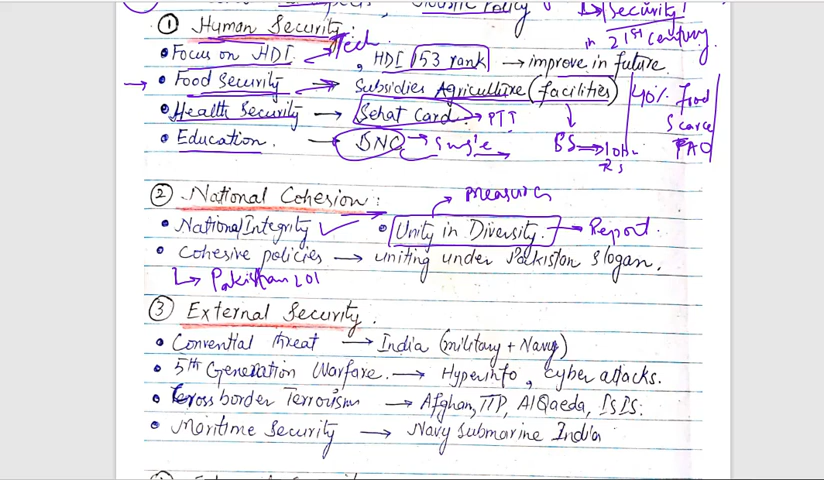 Policy
Security
in 21st century.
① Human Security:
Tech
• Focus on HDI, HDI 153 rank → improve in future.
→ • Food Security → Subsidies Agriculture (facilities) 40% food scarce FAO
• Health Security → Sehat Card → PTI
• Education. → SNC → Single
② National Cohesion:
measures
• National Integrity ✓ • Unity in Diversity. → Report.
• Cohesive policies → uniting under Pakistan slogan.
↳ Pakistan 101
③ External Security.
• Convential threat → India (military + Navy)
• 5th Generation Warfare. → Hyperinfo, cyber attacks.
• Cross border Terrorism → Afghan, TTP, AlQaeda, ISIS.
• Maritime Security → Navy submarine India